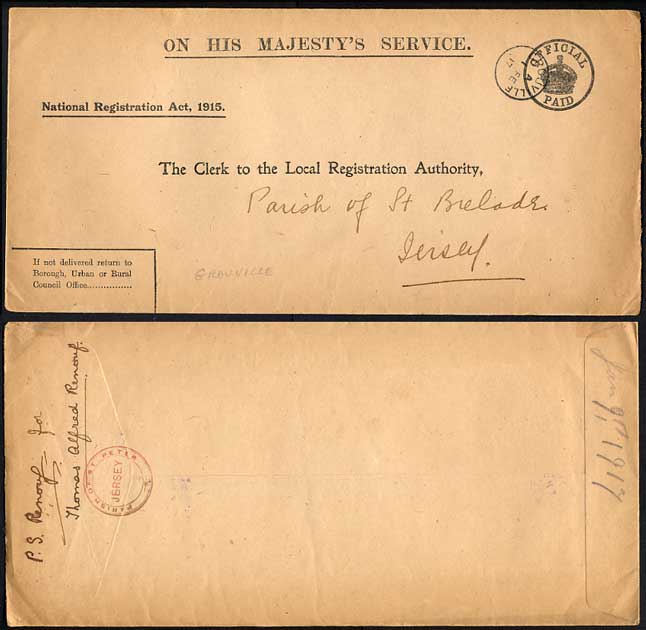 ON HIS MAJESTY'S SERVICE.
OFFICIAL
PAID
National Registration Act, 1915.
The Clerk to the Local Registration Authority,
Parish of St Brelade.
Jersey.
If not delivered return to
Borough, Urban or Rural
Council Office................
GROUVILLE
P. S. Renouf for
Thomas Alfred Renouf.
PARISH OF ST. PETER
JERSEY
1917